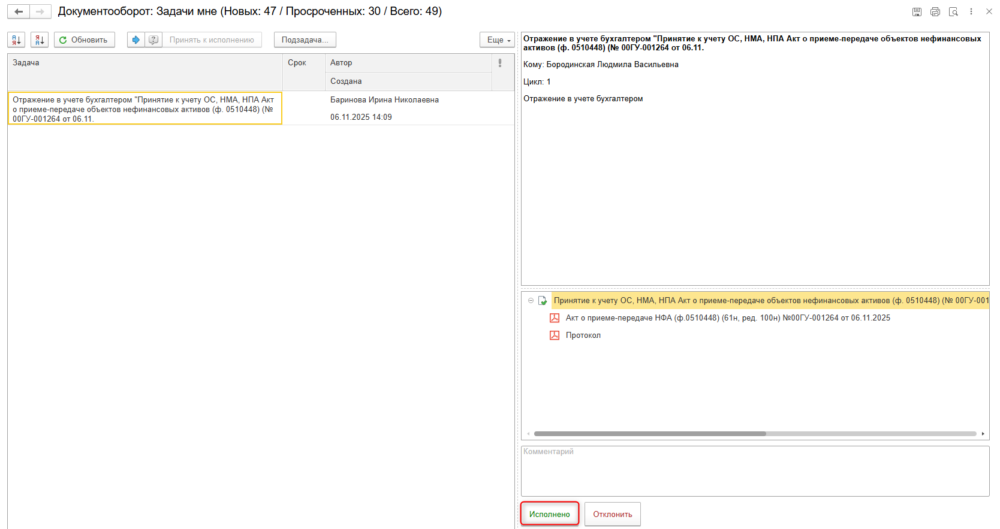 Документооборот: Задачи мне (Новых: 47 / Просроченных: 30 / Всего: 49)
Обновить
Принять к исполнению
Подзадача...
Еще
Задача
Срок
Автор
Создана
Отражение в учете бухгалтером "Принятие к учету ОС, НМА, НПА Акт
о приеме-передаче объектов нефинансовых активов (ф. 0510448) (№
00ГУ-001264 от 06.11.
Баринова Ирина Николаевна
06.11.2025 14:09
Отражение в учете бухгалтером "Принятие к учету ОС, НМА, НПА Акт о приеме-передаче объектов нефинансовых
активов (ф. 0510448) (№ 00ГУ-001264 от 06.11.
Кому: Бородинская Людмила Васильевна
Цикл: 1
Отражение в учете бухгалтером
Принятие к учету ОС, НМА, НПА Акт о приеме-передаче объектов нефинансовых активов (ф. 0510448) (№ 00ГУ-001
Акт о приеме-передаче НФА (ф.0510448) (61н, ред. 100н) №00ГУ-001264 от 06.11.2025
Протокол
Комментарий
Исполнено
Отклонить